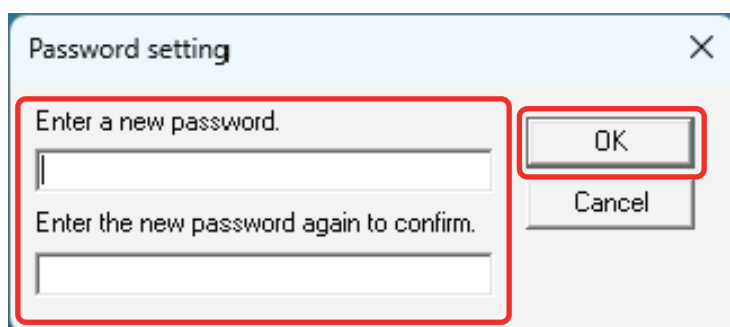 Password setting
Enter a new password.
OK
Enter the new password again to confirm.
Cancel